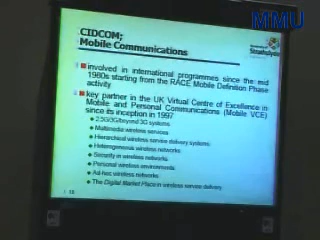 MMU
CIDCOM;
Mobile Communications
University of
Strathclyde
involved in international programmes since the mid
1980s starting from the RACE Mobile Definition Phase
activity
key partner in the UK Virtual Centre of Excellence in
Mobile and Personal Communications (Mobile VCE)
since its inception in 1997
2.5G/3G/beyond 3G systems
Multimedia wireless services
Hierarchical wireless service delivery systems
Heterogeneous wireless networks
Security in wireless networks
Personal wireless environments
Ad-hoc wireless networks
The Digital Market Place in wireless service delivery